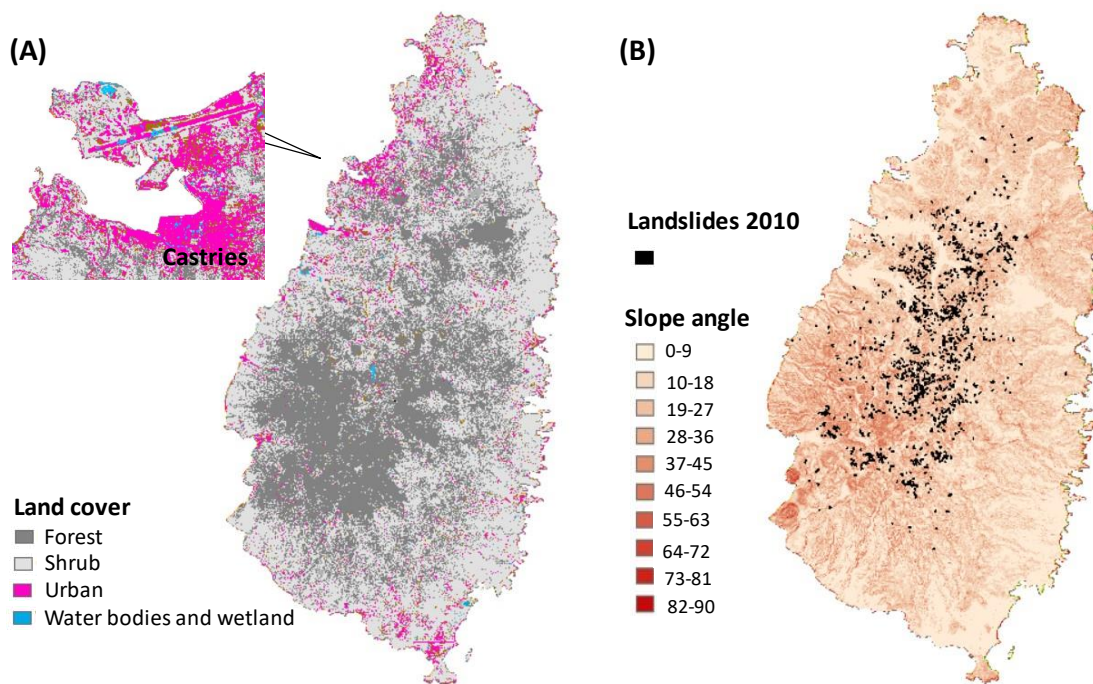 (A)
Castries
Land cover
Forest
Shrub
Urban
Water bodies and wetland
(B)
Landslides 2010
Slope angle
0-9
10-18
19-27
28-36
37-45
46-54
55-63
64-72
73-81
82-90